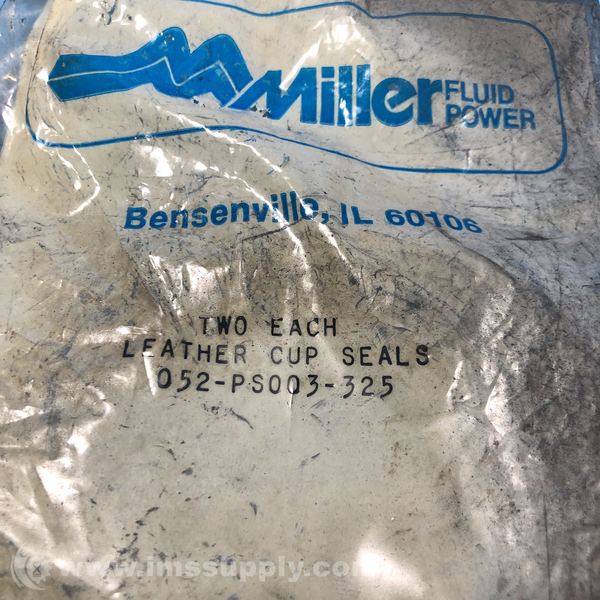 Miller FLUID
POWER
Bensenville, IL 60106
TWO EACH
LEATHER CUP SEALS
052-PS003-325
www.imssupply.com